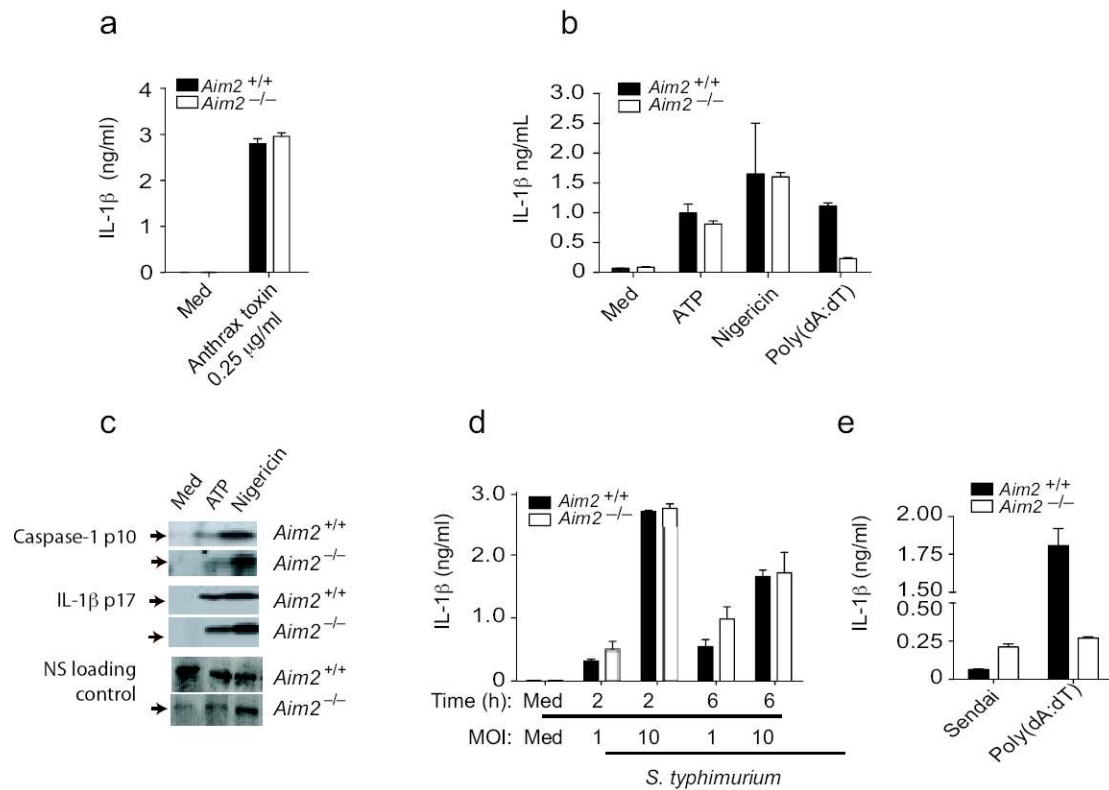 a
Aim2 +/+
Aim2 –/–
IL-1β (ng/ml)
4
3
2
1
0
Med
Anthrax toxin
0.25 μg/ml
b
Aim2 +/+
Aim2 –/–
IL-1β ng/mL
3.0
2.5
2.0
1.5
1.0
0.5
0
Med
ATP
Nigericin
Poly(dA:dT)
c
Med
ATP
Nigericin
Caspase-1 p10
Aim2 +/+
Aim2 –/–
IL-1β p17
Aim2 +/+
Aim2 –/–
NS loading
control
Aim2 +/+
Aim2 –/–
d
Aim2 +/+
Aim2 –/–
IL-1β (ng/ml)
3.0
2.0
1.0
0
Time (h): Med 2 2 6 6
MOI: Med 1 10 1 10
S. typhimurium
e
Aim2 +/+
Aim2 –/–
IL-1β (ng/ml)
2.00
1.75
1.50
0.50
0.25
0
Sendai
Poly(dA:dT)